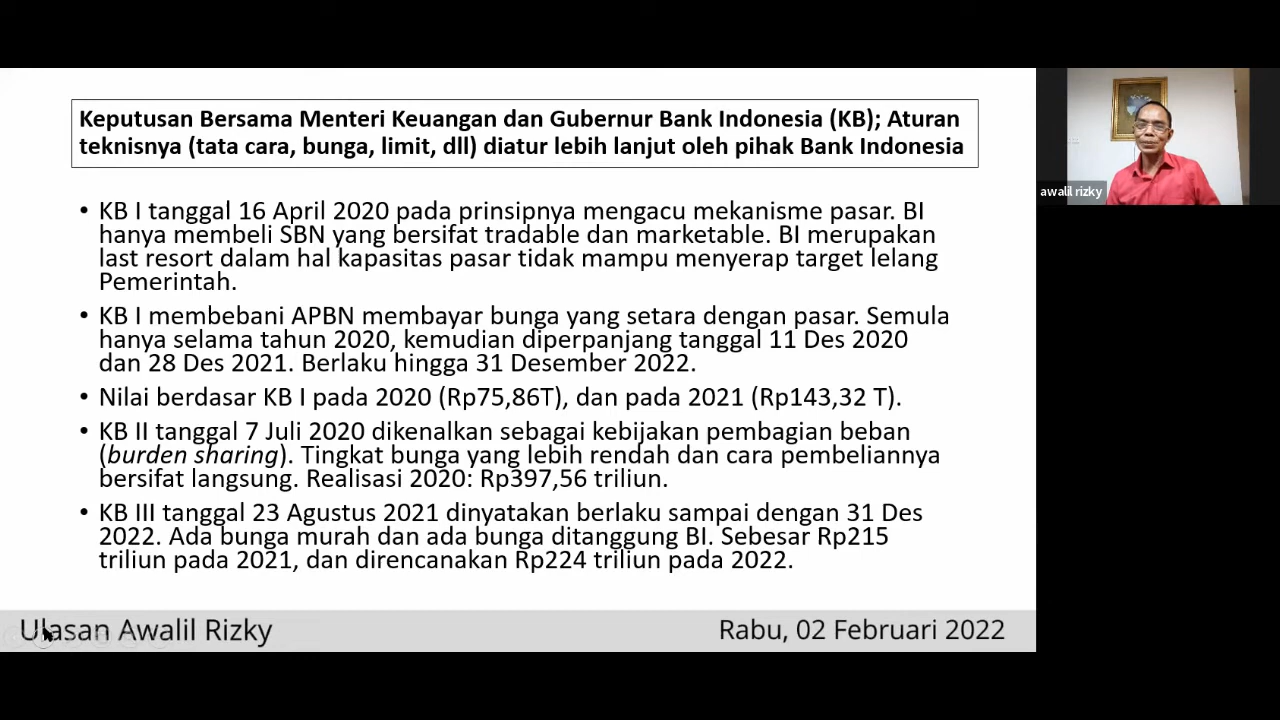 Keputusan Bersama Menteri Keuangan dan Gubernur Bank Indonesia (KB); Aturan
teknisnya (tata cara, bunga, limit, dll) diatur lebih lanjut oleh pihak Bank Indonesia
• KB I tanggal 16 April 2020 pada prinsipnya mengacu mekanisme pasar. BI
hanya membeli SBN yang bersifat tradable dan marketable. BI merupakan
last resort dalam hal kapasitas pasar tidak mampu menyerap target lelang
Pemerintah.
• KB I membebani APBN membayar bunga yang setara dengan pasar. Semula
hanya selama tahun 2020, kemudian diperpanjang tanggal 11 Des 2020
dan 28 Des 2021. Berlaku hingga 31 Desember 2022.
• Nilai berdasar KB I pada 2020 (Rp75,86T), dan pada 2021 (Rp143,32 T).
• KB II tanggal 7 Juli 2020 dikenalkan sebagai kebijakan pembagian beban
(burden sharing). Tingkat bunga yang lebih rendah dan cara pembeliannya
bersifat langsung. Realisasi 2020: Rp397,56 triliun.
• KB III tanggal 23 Agustus 2021 dinyatakan berlaku sampai dengan 31 Des
2022. Ada bunga murah dan ada bunga ditanggung BI. Sebesar Rp215
triliun pada 2021, dan direncanakan Rp224 triliun pada 2022.
Ulasan Awalil Rizky
Rabu, 02 Februari 2022
awalil rizky